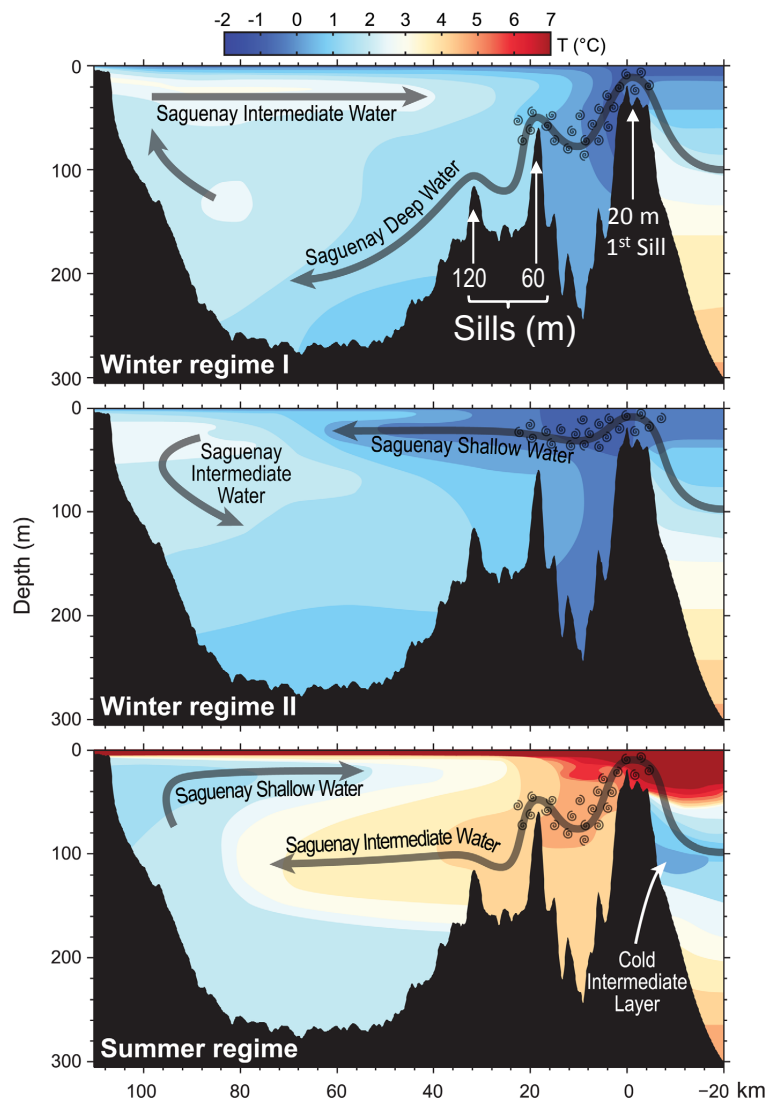 -2 -1 0 1 2 3 4 5 6 7
T (°C)
0
100
200
300
Saguenay Intermediate Water
Saguenay Deep Water
120
60
Sills (m)
20 m
1st Sill
Winter regime I
0
100
200
300
Saguenay Shallow Water
Saguenay
Intermediate
Water
Winter regime II
Depth (m)
0
100
200
300
Saguenay Shallow Water
Saguenay Intermediate Water
Cold
Intermediate
Layer
Summer regime
100 80 60 40 20 0 −20 km